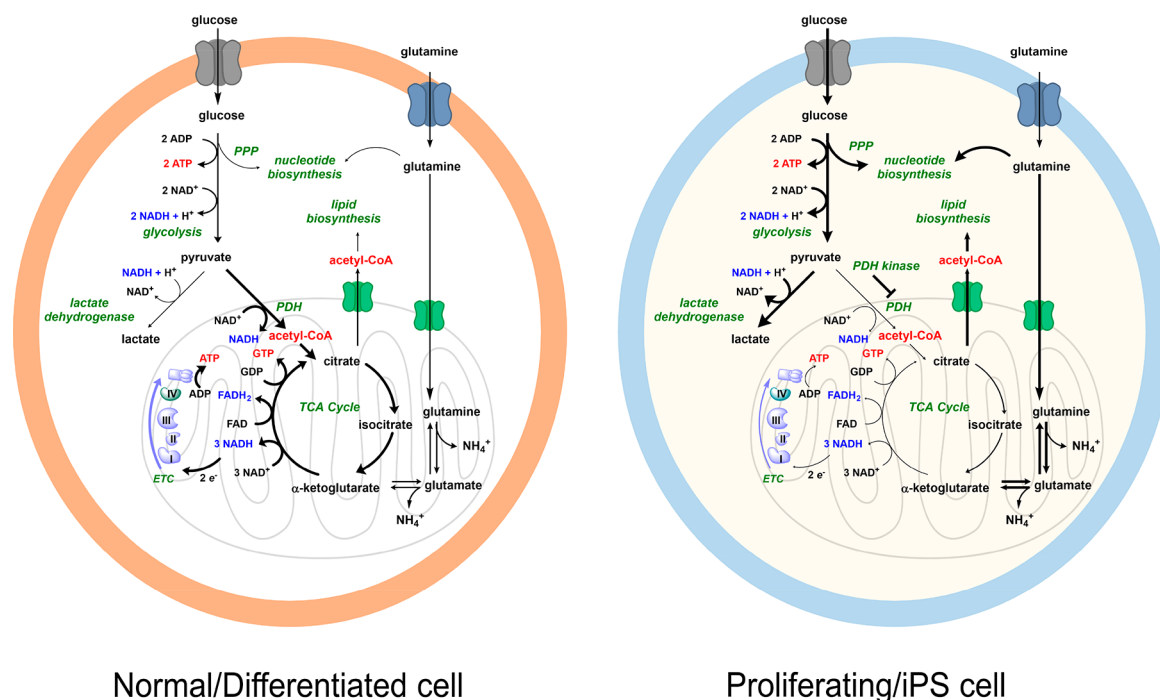 glucose
glutamine
glucose
2 ADP
2 ATP
PPP
nucleotide
biosynthesis
glutamine
2 NAD⁺
2 NADH + H⁺
glycolysis
lipid
biosynthesis
pyruvate
acetyl-CoA
NADH + H⁺
NAD⁺
lactate
dehydrogenase
lactate
PDH
NAD⁺
NADH
acetyl-CoA
ATP
GTP
GDP
citrate
IV
ADP
FADH₂
TCA Cycle
glutamine
III
FAD
isocitrate
II
3 NADH
NH₄⁺
I
ETC
2 e⁻
3 NAD⁺
α-ketoglutarate
glutamate
NH₄⁺
Normal/Differentiated cell
glucose
glutamine
glucose
2 ADP
2 ATP
PPP
nucleotide
biosynthesis
glutamine
2 NAD⁺
2 NADH + H⁺
glycolysis
lipid
biosynthesis
pyruvate
acetyl-CoA
PDH kinase
NADH + H⁺
NAD⁺
lactate
dehydrogenase
lactate
PDH
NAD⁺
NADH
acetyl-CoA
ATP
GTP
GDP
citrate
IV
ADP
FADH₂
TCA Cycle
glutamine
III
FAD
isocitrate
II
3 NADH
NH₄⁺
I
ETC
2 e⁻
3 NAD⁺
α-ketoglutarate
glutamate
NH₄⁺
Proliferating/iPS cell